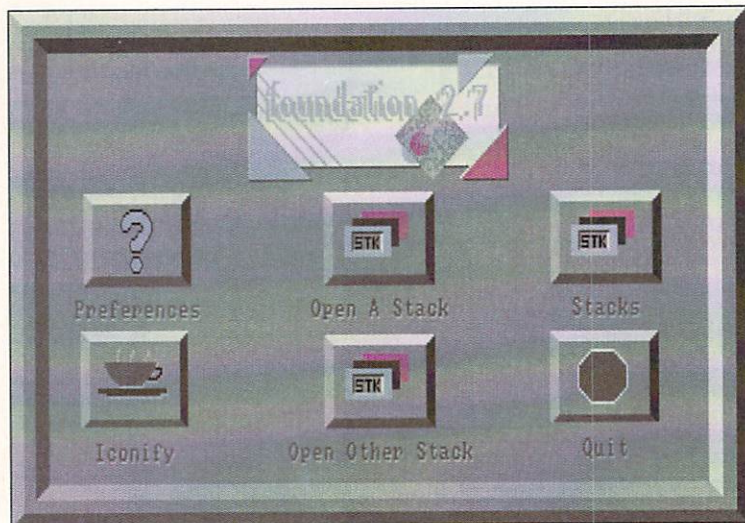 foundation 2.7
STK
STK
Preferences
Open A Stack
Stacks
STK
Iconify
Open Other Stack
Quit